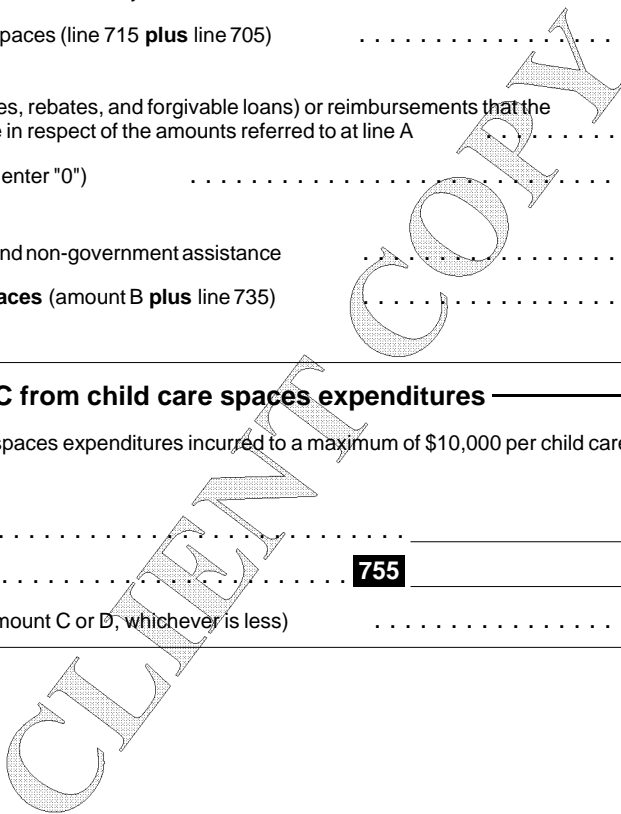 paces (line 715 plus line 705) . . . . . . . . . . . . . . . .
es, rebates, and forgivable loans) or reimbursements that the
e in respect of the amounts referred to at line A . . . . . . . . .
enter "0") . . . . . . . . . . . . . . . . . . . . . . . . . . .
nd non-government assistance . . . . . . . . . . . . . . . .
aces (amount B plus line 735) . . . . . . . . . . . . . . . .
C from child care spaces expenditures
spaces expenditures incurred to a maximum of $10,000 per child care
. . . . . . . . . . . . . . . . . . . . . . . . . . .
. . . . . . . . . . . . . . . . . . . . . . . 755
mount C or D, whichever is less) . . . . . . . . . . . . . . .
CLIENT COPY